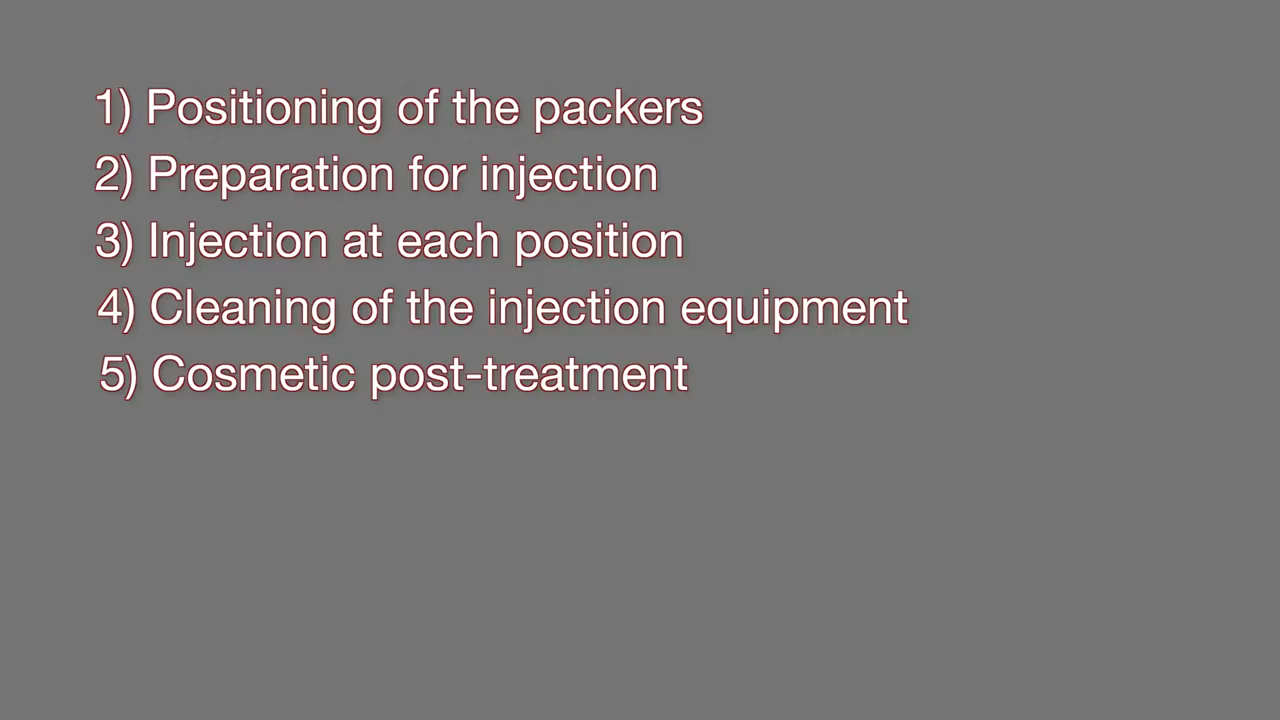 1) Positioning of the packers
2) Preparation for injection
3) Injection at each position
4) Cleaning of the injection equipment
5) Cosmetic post-treatment